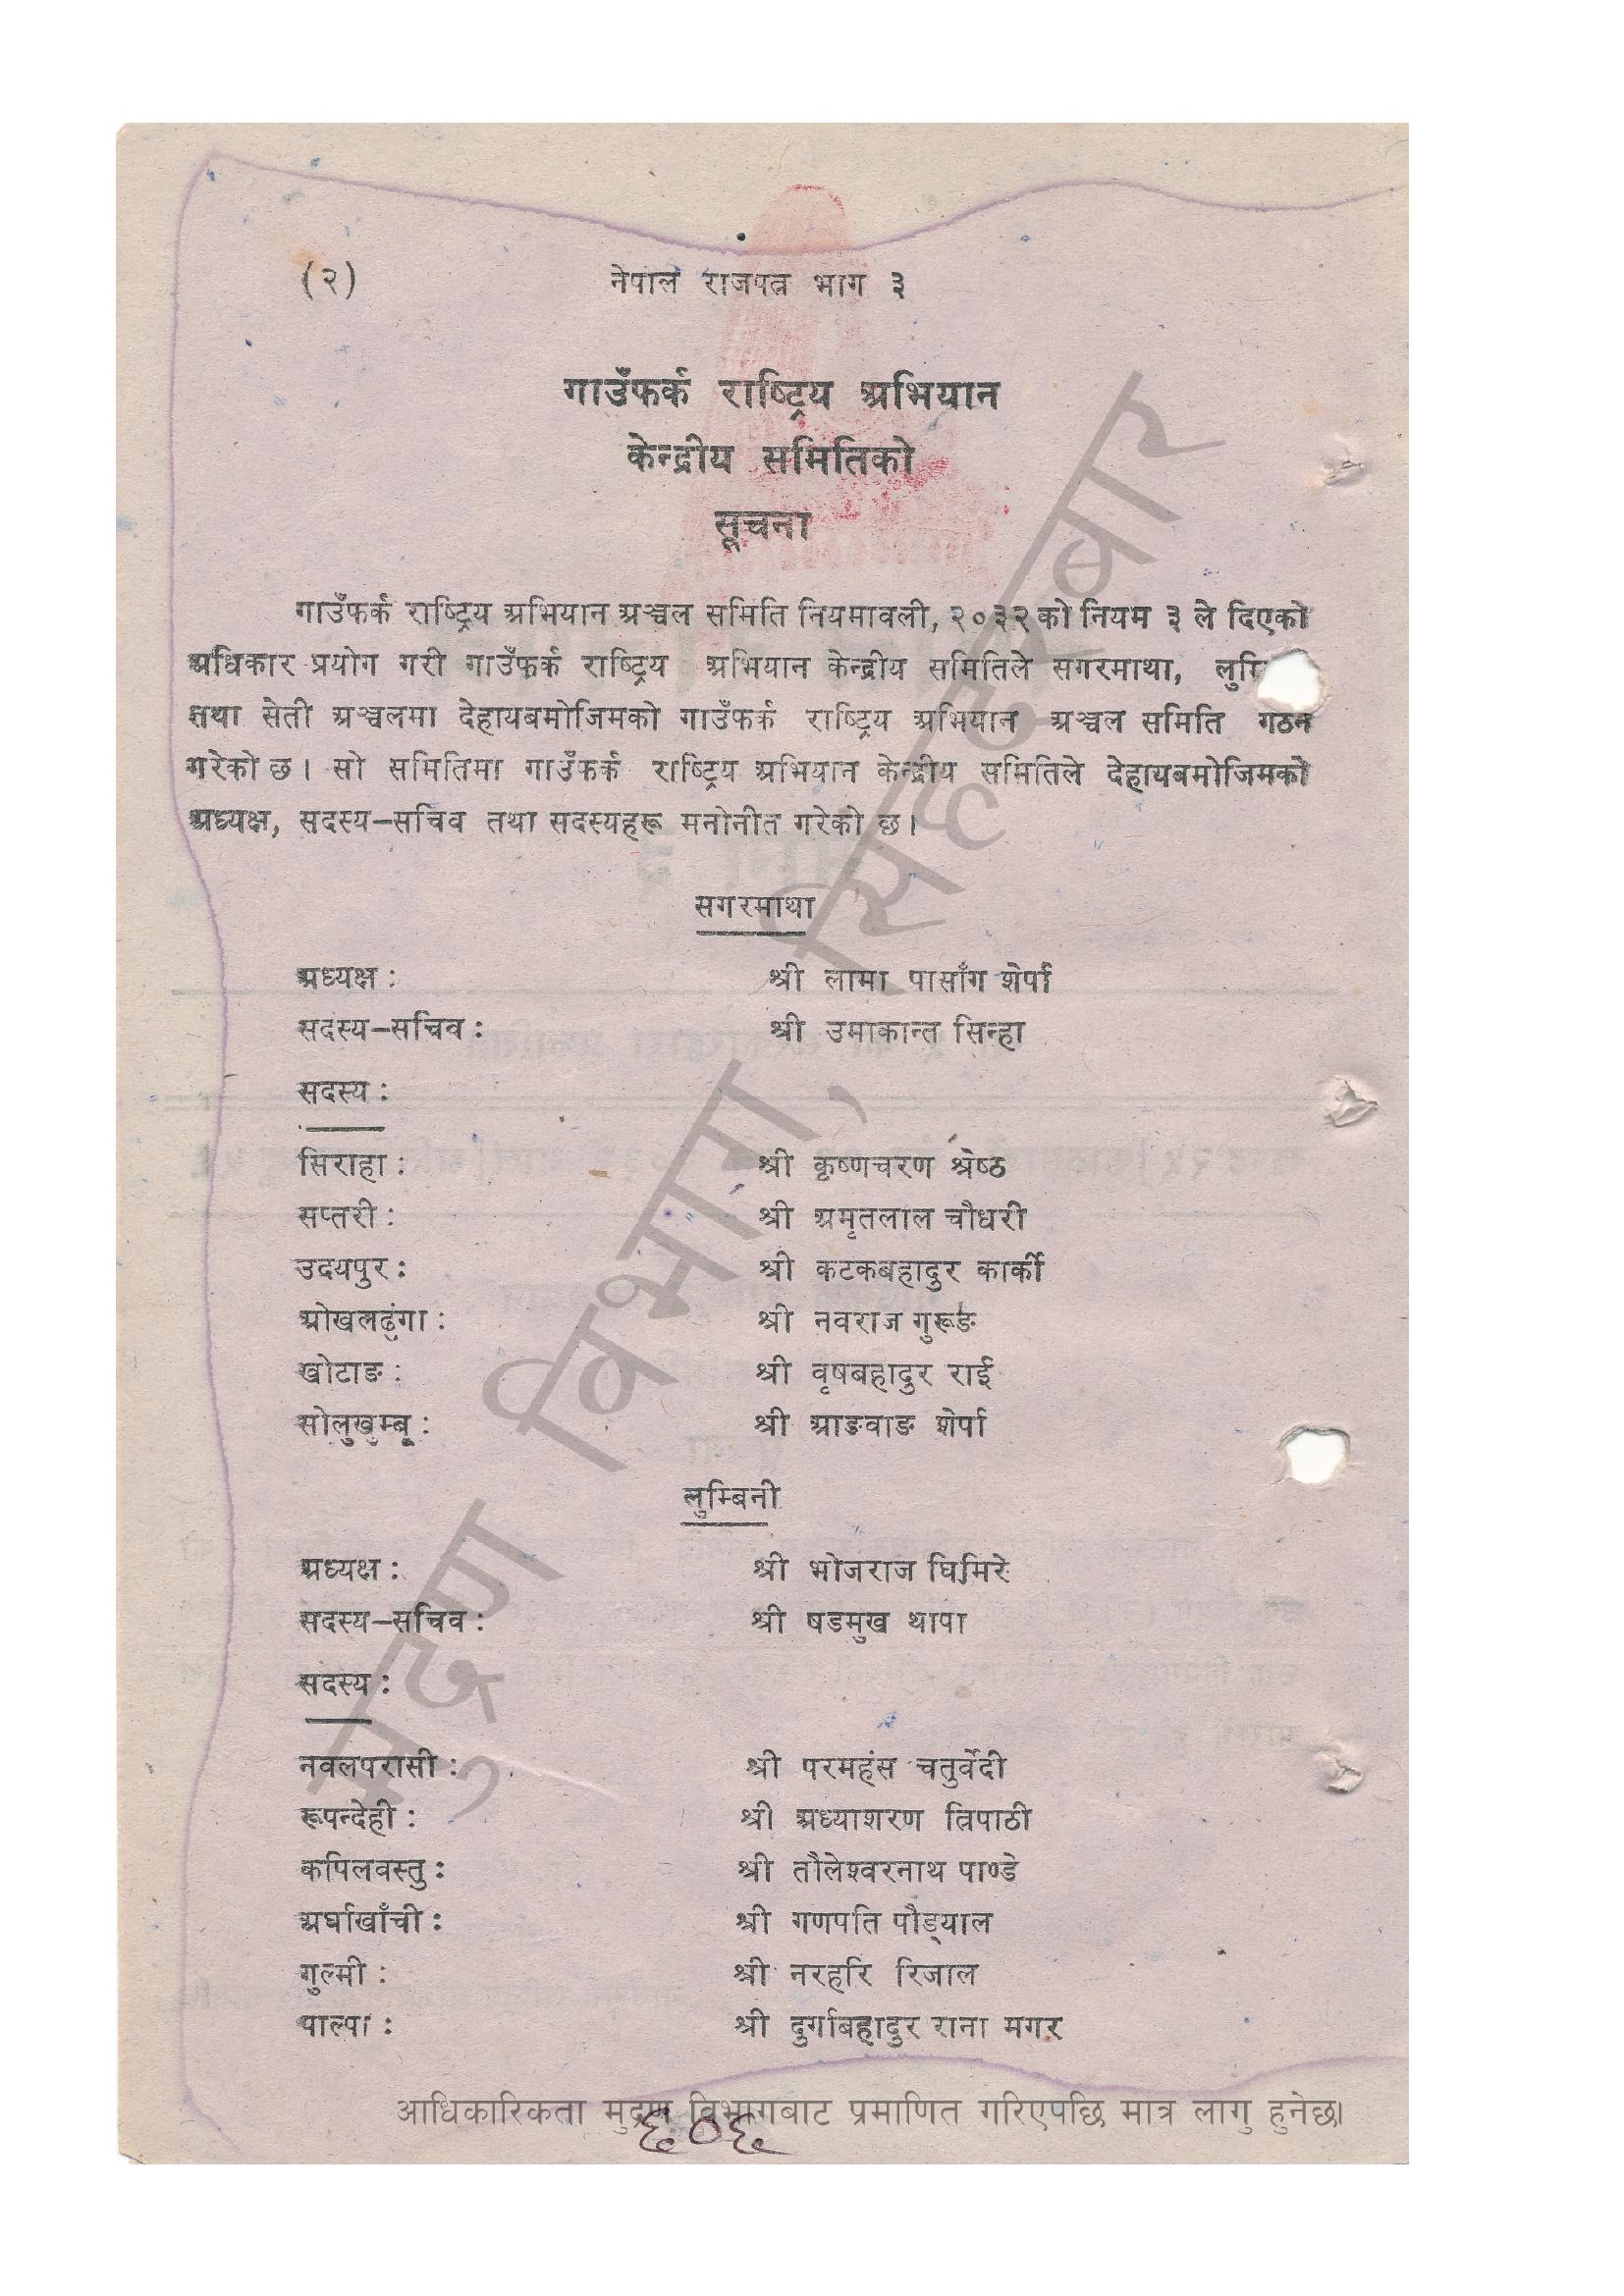 (२) नेपाल राजपत्र भाग ३
गाउँफर्क राष्ट्रिय अभियान
केन्द्रीय समितिको
सूचना
गाउँफर्क राष्ट्रिय अभियान अञ्चल समिति नियमावली, २०३२ को नियम ३ ले दिएको
अधिकार प्रयोग गरी गाउँफर्क राष्ट्रिय अभियान केन्द्रीय समितिले सगरमाथा,
तथा सेती अञ्चलमा देहायबमोजिमको गाउँफर्क राष्ट्रिय अभियान अञ्चल समिति गठन
गरेको छ। सो समितिमा गाउँफर्क राष्ट्रिय अभियान केन्द्रीय समितिले देहायबमोजिमको
अध्यक्ष, सदस्य–सचिव तथा सदस्यहरू मनोनीत गरेको छ।
सगरमाथा
अध्यक्ष : श्री लामा पासाँग शेर्पा
सदस्य–सचिव : श्री उमाकान्त सिन्हा
सदस्य :
सिराहा : श्री कृष्णचरण श्रेष्ठ
सप्तरी : श्री अमृतलाल चौधरी
उदयपुर : श्री कटकबहादुर कार्की
ओखलढुंगा : श्री नवराज गुरूङ
खोटाङ : श्री वृषबहादुर राई
सोलुखुम्बू : श्री आङवाङ शेर्पा
लुम्बिनी
अध्यक्ष : श्री भोजराज घिमिरे
सदस्य–सचिव : श्री षडमुख थापा
सदस्य :
नवलपरासी : श्री परमहंस चतुर्वेदी
रूपन्देही : श्री अध्याशरण त्रिपाठी
कपिलवस्तु : श्री तौलेश्वरनाथ पाण्डे
अर्घाखाँची : श्री गणपति पौड्याल
गुल्मी : श्री नरहरि रिजाल
पाल्पा : श्री दुर्गाबहादुर राना मगर
मुद्रण विभाग, सिंहदरबार
आधिकारिकता मुद्रण विभागबाट प्रमाणित गरिएपछि मात्र लागु हुनेछ।
६०६